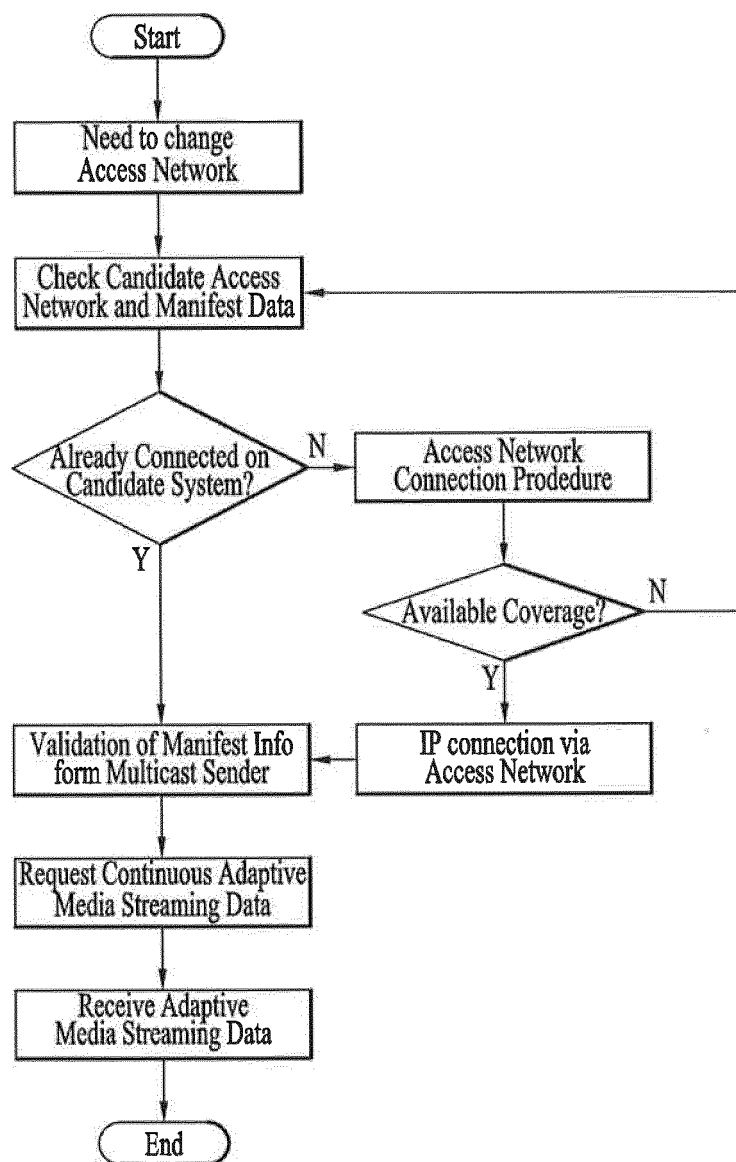 Start
Need to change
Access Network
Check Candidate Access
Network and Manifest Data
Already Connected on
Candidate System?
N
Y
Access Network
Connection Prodedure
Available Coverage?
N
Y
IP connection via
Access Network
Validation of Manifest Info
form Multicast Sender
Request Continuous Adaptive
Media Streaming Data
Receive Adaptive
Media Streaming Data
End